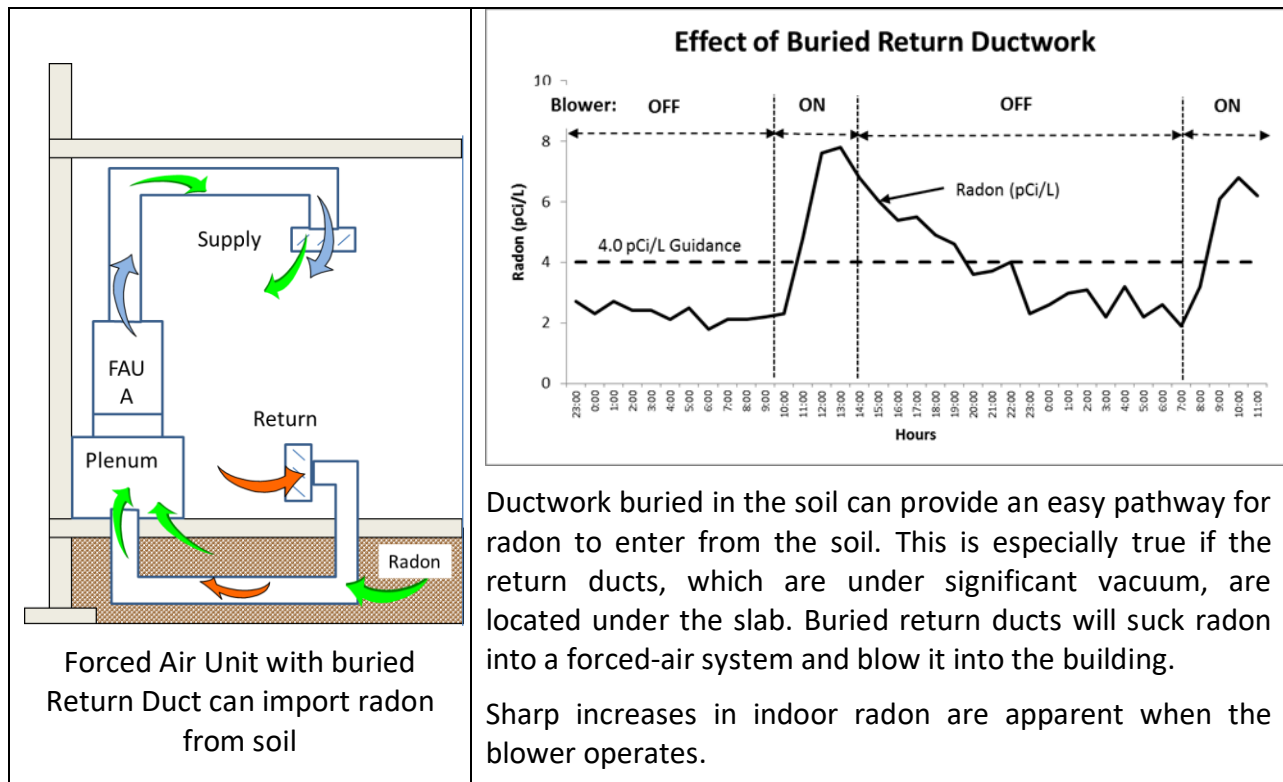 Supply
FAU
A
Return
Plenum
Radon
Forced Air Unit with buried
Return Duct can import radon
from soil
Effect of Buried Return Ductwork
Blower: OFF ON OFF ON
10
8
6
4
2
0
Radon (pCi/L)
Radon (pCi/L)
4.0 pCi/L Guidance
23:00 0:00 1:00 2:00 3:00 4:00 5:00 6:00 7:00 8:00 9:00 10:00 11:00 12:00 13:00 14:00 15:00 16:00 17:00 18:00 19:00 20:00 21:00 22:00 23:00 0:00 1:00 2:00 3:00 4:00 5:00 6:00 7:00 8:00 9:00 10:00 11:00
Hours
Ductwork buried in the soil can provide an easy pathway for
radon to enter from the soil. This is especially true if the
return ducts, which are under significant vacuum, are
located under the slab. Buried return ducts will suck radon
into a forced-air system and blow it into the building.
Sharp increases in indoor radon are apparent when the
blower operates.